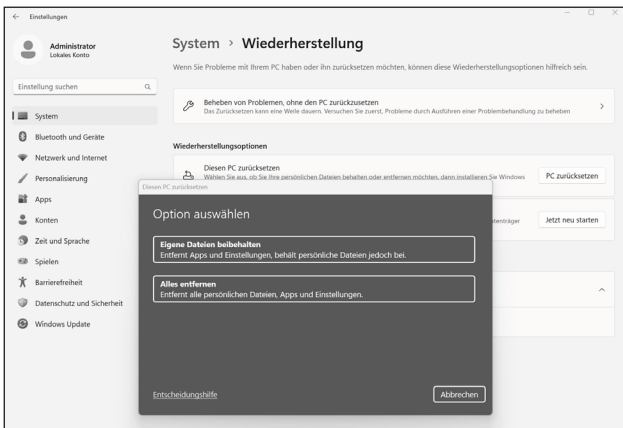 Einstellungen
Administrator
Lokales Konto
Einstellung suchen
System
Bluetooth und Geräte
Netzwerk und Internet
Personalisierung
Apps
Konten
Zeit und Sprache
Spielen
Barrierefreiheit
Datenschutz und Sicherheit
Windows Update
System > Wiederherstellung
Wenn Sie Probleme mit Ihrem PC haben oder ihn zurücksetzen möchten, können diese Wiederherstellungsoptionen hilfreich sein.
Beheben von Problemen, ohne den PC zurückzusetzen
Das Zurücksetzen kann eine Weile dauern. Versuchen Sie zuerst, Probleme durch Ausführen einer Problembehandlung zu beheben
Wiederherstellungsoptionen
Diesen PC zurücksetzen
Wählen Sie aus, ob Sie Ihre persönlichen Dateien behalten oder entfernen möchten, dann installieren Sie Windows
PC zurücksetzen
Jetzt neu starten
Diesen PC zurücksetzen
Option auswählen
Eigene Dateien beibehalten
Entfernt Apps und Einstellungen, behält persönliche Dateien jedoch bei.
Alles entfernen
Entfernt alle persönlichen Dateien, Apps und Einstellungen.
Entscheidungshilfe
Abbrechen